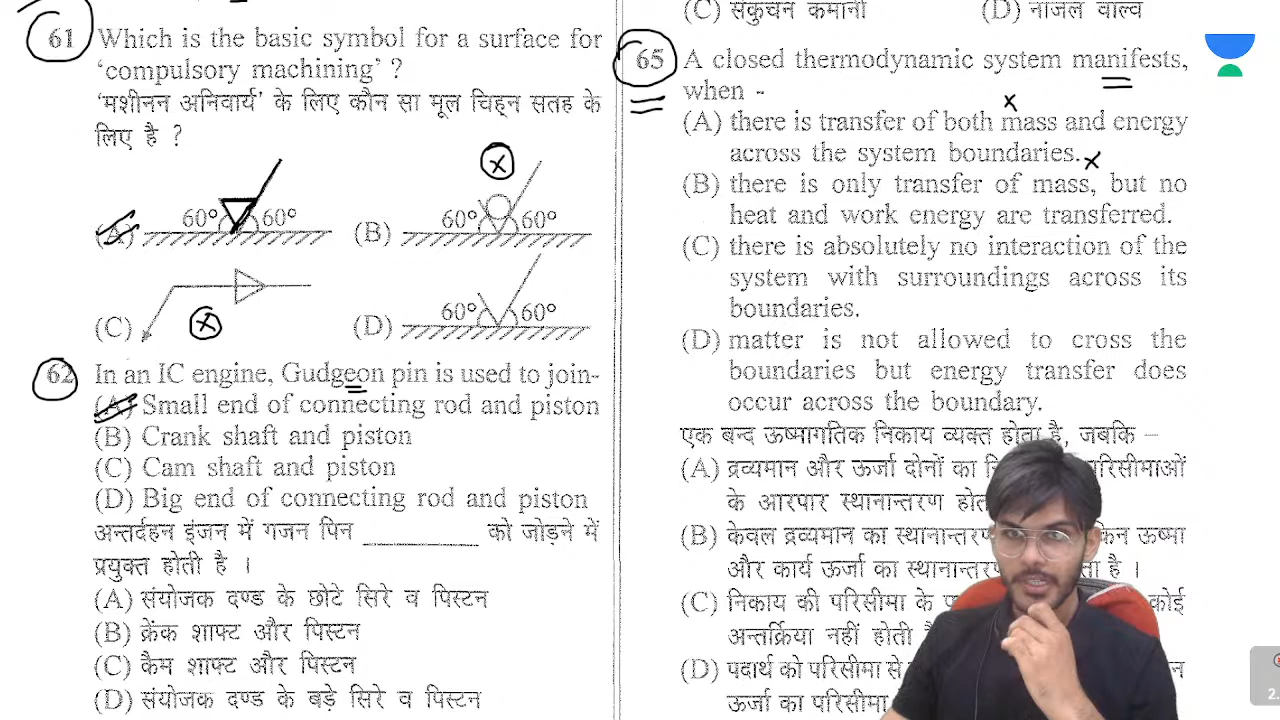 61 Which is the basic symbol for a surface for
'compulsory machining' ?
'मशीनन अनिवार्य' के लिए कौन सा मूल चिह्न सतह के
लिए है ?
(A) 60° 60°
(B) 60° 60°
(C)
(D) 60° 60°
62 In an IC engine, Gudgeon pin is used to join-
(A) Small end of connecting rod and piston
(B) Crank shaft and piston
(C) Cam shaft and piston
(D) Big end of connecting rod and piston
अन्तर्दहन इंजन में गजन पिन ________ को जोड़ने में
प्रयुक्त होती है ।
(A) संयोजक दण्ड के छोटे सिरे व पिस्टन
(B) क्रेंक शाफ्ट और पिस्टन
(C) कैम शाफ्ट और पिस्टन
(D) संयोजक दण्ड के बड़े सिरे व पिस्टन
(C) संकुचन कमानी (D) नाजल वाल्व
65 A closed thermodynamic system manifests,
when -
(A) there is transfer of both mass and energy
across the system boundaries.
(B) there is only transfer of mass, but no
heat and work energy are transferred.
(C) there is absolutely no interaction of the
system with surroundings across its
boundaries.
(D) matter is not allowed to cross the
boundaries but energy transfer does
occur across the boundary.
एक बन्द ऊष्मागतिक निकाय व्यक्त होता है, जबकि –
(A) द्रव्यमान और ऊर्जा दोनों का परिसीमाओं
के आरपार स्थानान्तरण
(B) केवल द्रव्यमान का स्थानान्तरण ऊष्मा
और कार्य ऊर्जा का स्थानान्तरण है ।
(C) निकाय की परिसीमा के कोई
अन्तर्क्रिया नहीं होती
(D) पदार्थ को परिसीमा से
ऊर्जा का परिसीमा